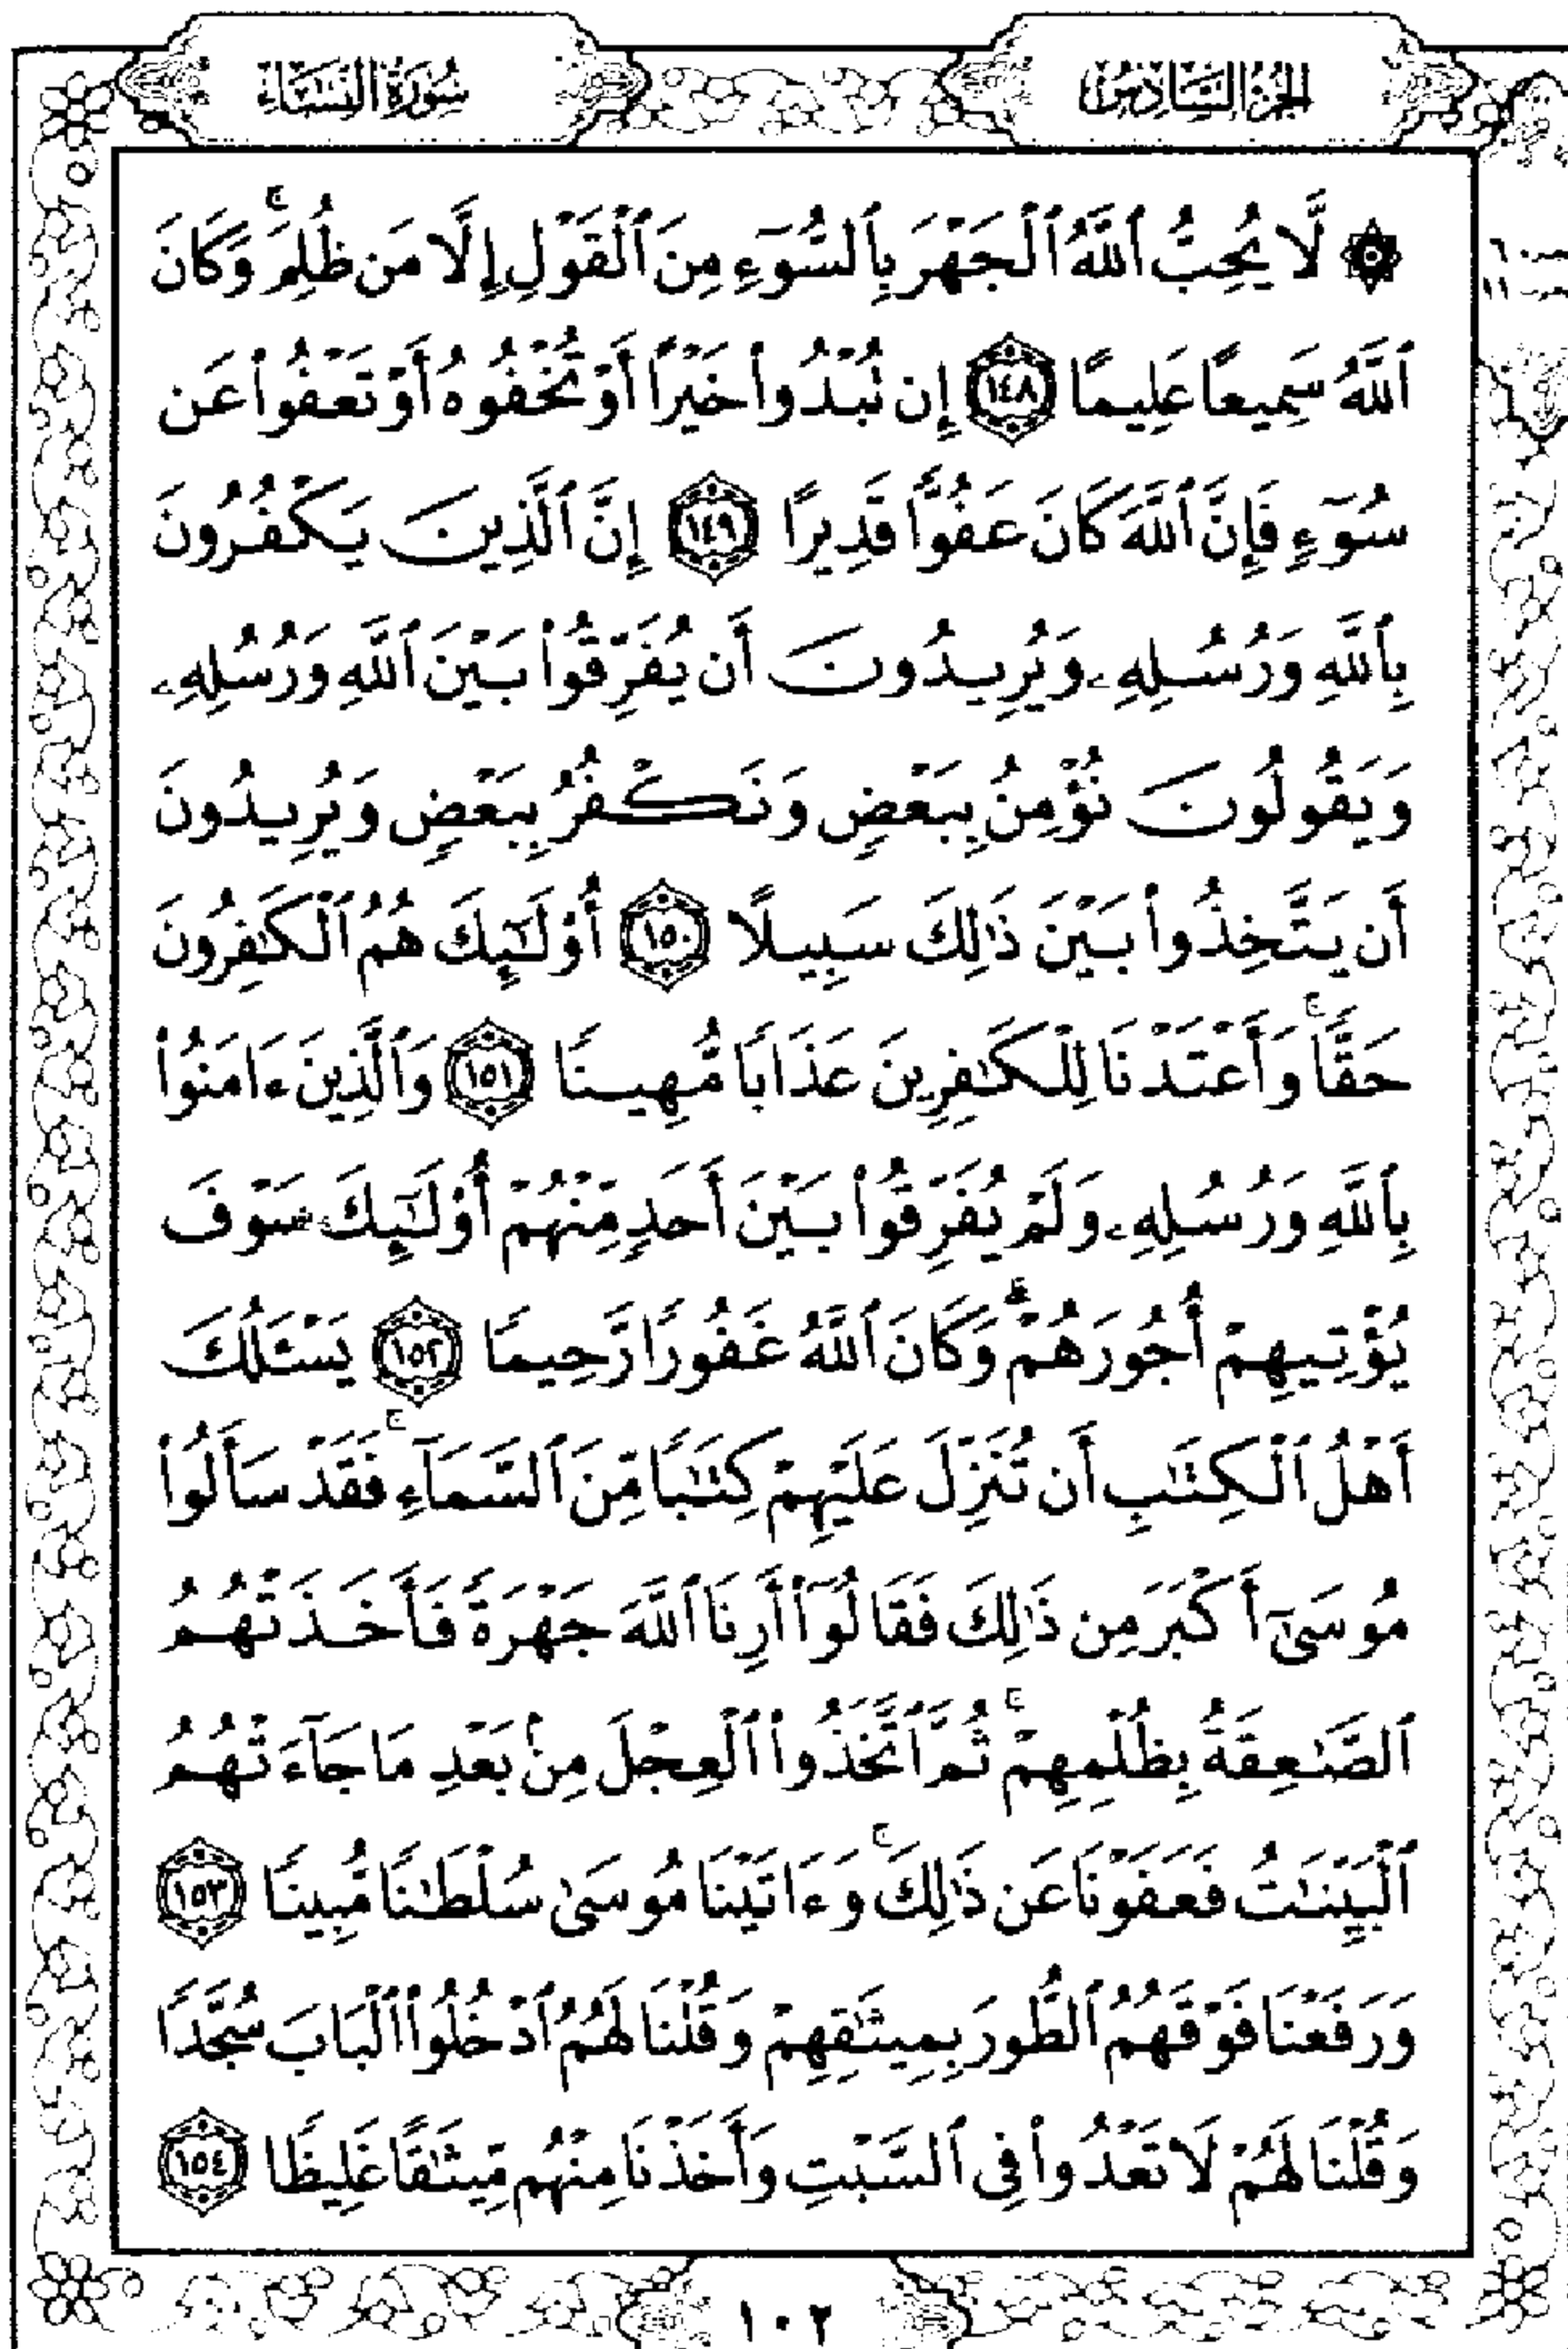 الجزء السادس
سورة النساء
۞ لَّا يُحِبُّ ٱللَّهُ ٱلْجَهْرَ بِٱلسُّوٓءِ مِنَ ٱلْقَوْلِ إِلَّا مَن ظُلِمَ ۚ وَكَانَ
ٱللَّهُ سَمِيعًا عَلِيمًا ١٤٨ إِن تُبْدُوا۟ خَيْرًا أَوْ تُخْفُوهُ أَوْ تَعْفُوا۟ عَن
سُوٓءٍ فَإِنَّ ٱللَّهَ كَانَ عَفُوًّا قَدِيرًا ١٤٩ إِنَّ ٱلَّذِينَ يَكْفُرُونَ
بِٱللَّهِ وَرُسُلِهِۦ وَيُرِيدُونَ أَن يُفَرِّقُوا۟ بَيْنَ ٱللَّهِ وَرُسُلِهِۦ
وَيَقُولُونَ نُؤْمِنُ بِبَعْضٍ وَنَكْفُرُ بِبَعْضٍ وَيُرِيدُونَ
أَن يَتَّخِذُوا۟ بَيْنَ ذَٰلِكَ سَبِيلًا ١٥٠ أُو۟لَـٰٓئِكَ هُمُ ٱلْكَـٰفِرُونَ
حَقًّا ۚ وَأَعْتَدْنَا لِلْكَـٰفِرِينَ عَذَابًا مُّهِينًا ١٥١ وَٱلَّذِينَ ءَامَنُوا۟
بِٱللَّهِ وَرُسُلِهِۦ وَلَمْ يُفَرِّقُوا۟ بَيْنَ أَحَدٍ مِّنْهُمْ أُو۟لَـٰٓئِكَ سَوْفَ
يُؤْتِيهِمْ أُجُورَهُمْ ۗ وَكَانَ ٱللَّهُ غَفُورًا رَّحِيمًا ١٥٢ يَسْـَٔلُكَ
أَهْلُ ٱلْكِتَـٰبِ أَن تُنَزِّلَ عَلَيْهِمْ كِتَـٰبًا مِّنَ ٱلسَّمَآءِ ۚ فَقَدْ سَأَلُوا۟
مُوسَىٰٓ أَكْبَرَ مِن ذَٰلِكَ فَقَالُوٓا۟ أَرِنَا ٱللَّهَ جَهْرَةً فَأَخَذَتْهُمُ
ٱلصَّـٰعِقَةُ بِظُلْمِهِمْ ۚ ثُمَّ ٱتَّخَذُوا۟ ٱلْعِجْلَ مِنۢ بَعْدِ مَا جَآءَتْهُمُ
ٱلْبَيِّنَـٰتُ فَعَفَوْنَا عَن ذَٰلِكَ ۚ وَءَاتَيْنَا مُوسَىٰ سُلْطَـٰنًا مُّبِينًا ١٥٣
وَرَفَعْنَا فَوْقَهُمُ ٱلطُّورَ بِمِيثَـٰقِهِمْ وَقُلْنَا لَهُمُ ٱدْخُلُوا۟ ٱلْبَابَ سُجَّدًا
وَقُلْنَا لَهُمْ لَا تَعْدُوا۟ فِى ٱلسَّبْتِ وَأَخَذْنَا مِنْهُم مِّيثَـٰقًا غَلِيظًا ١٥٤
١٠٢